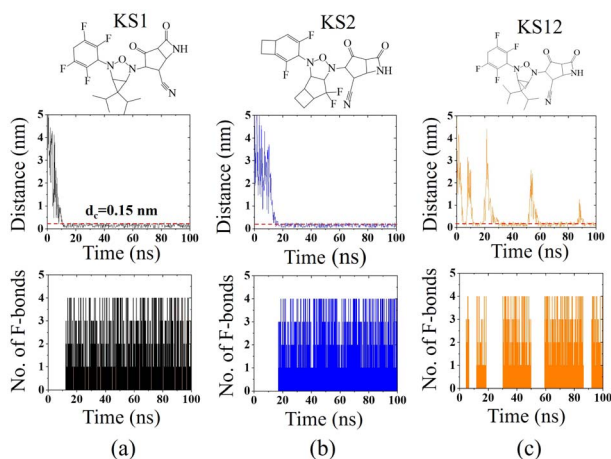 KS1 KS2 KS12
F F F F N O N O O NH N
F F N O N O O NH F F N
F F F F N O N O O NH N
Distance (nm) 5 4 3 2 1 0
d_c=0.15 nm
0 20 40 60 80 100
Time (ns)
Distance (nm) 5 4 3 2 1 0
0 20 40 60 80 100
Time (ns)
Distance (nm) 5 4 3 2 1 0
0 20 40 60 80 100
Time (ns)
No. of F-bonds 5 4 3 2 1 0
0 20 40 60 80 100
Time (ns)
No. of F-bonds 5 4 3 2 1 0
0 20 40 60 80 100
Time (ns)
No. of F-bonds 5 4 3 2 1 0
0 20 40 60 80 100
Time (ns)
(a) (b) (c)